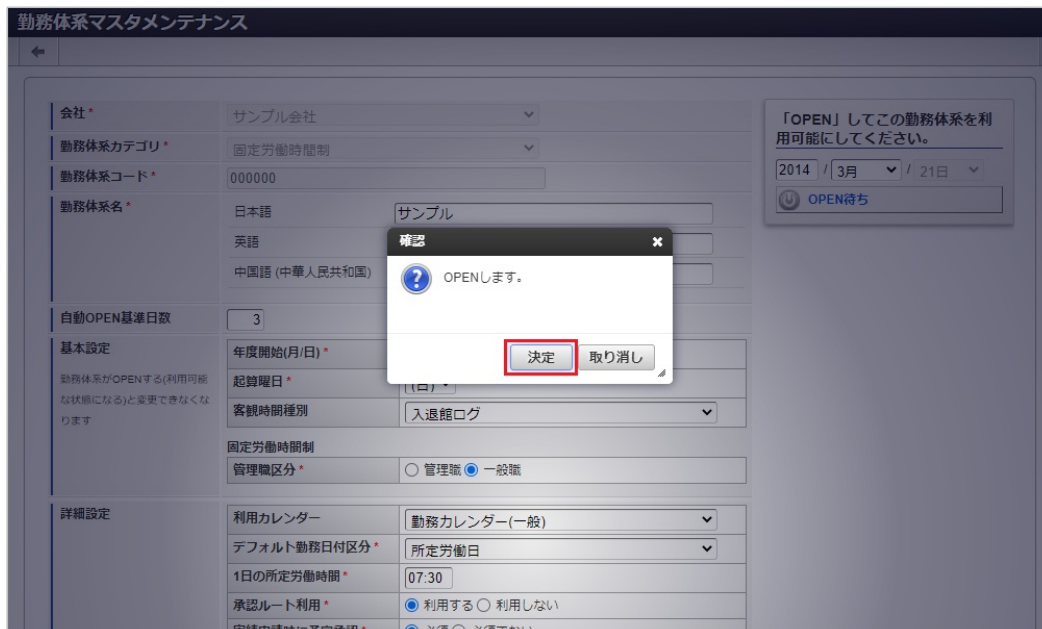 勤務体系マスタメンテナンス
会社 * サンプル会社
勤務体系カテゴリ * 固定労働時間制
勤務体系コード * 000000
勤務体系名 * 日本語 サンプル
英語
中国語 (中華人民共和国)
「OPEN」してこの勤務体系を利
用可能にしてください。
2014 / 3月 / 21日
OPEN待ち
確認
OPENします。
決定 取り消し
自動OPEN基準日数 3
基本設定
勤務体系がOPENする(利用可能
な状態になる)と変更できなくな
ります
年度開始(月/日) *
起算曜日 * (日)
客観時間種別 入退館ログ
固定労働時間制
管理職区分 * 管理職 一般職
詳細設定
利用カレンダー 勤務カレンダー(一般)
デフォルト勤務日付区分 * 所定労働日
1日の所定労働時間 * 07:30
承認ルート利用 * 利用する 利用しない